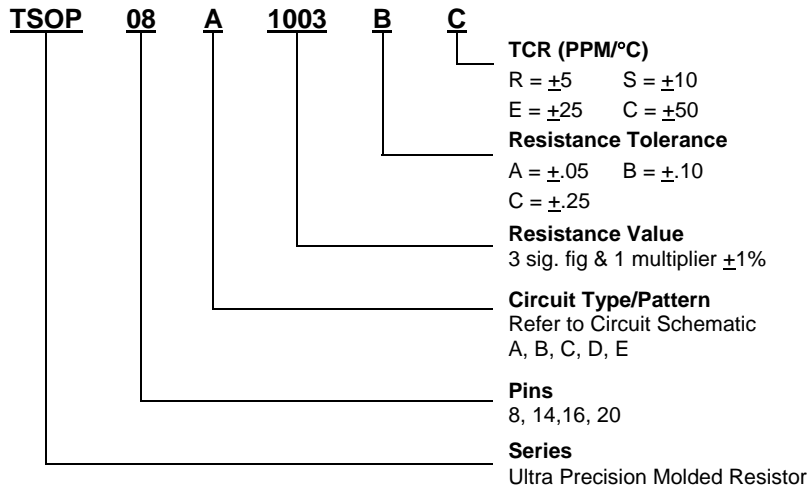 TSOP 08 A 1003 B C
TCR (PPM/ºC)
R = ±5 S = ±10
E = ±25 C = ±50
Resistance Tolerance
A = ±.05 B = ±.10
C = ±.25
Resistance Value
3 sig. fig & 1 multiplier ±1%
Circuit Type/Pattern
Refer to Circuit Schematic
A, B, C, D, E
Pins
8, 14,16, 20
Series
Ultra Precision Molded Resistor